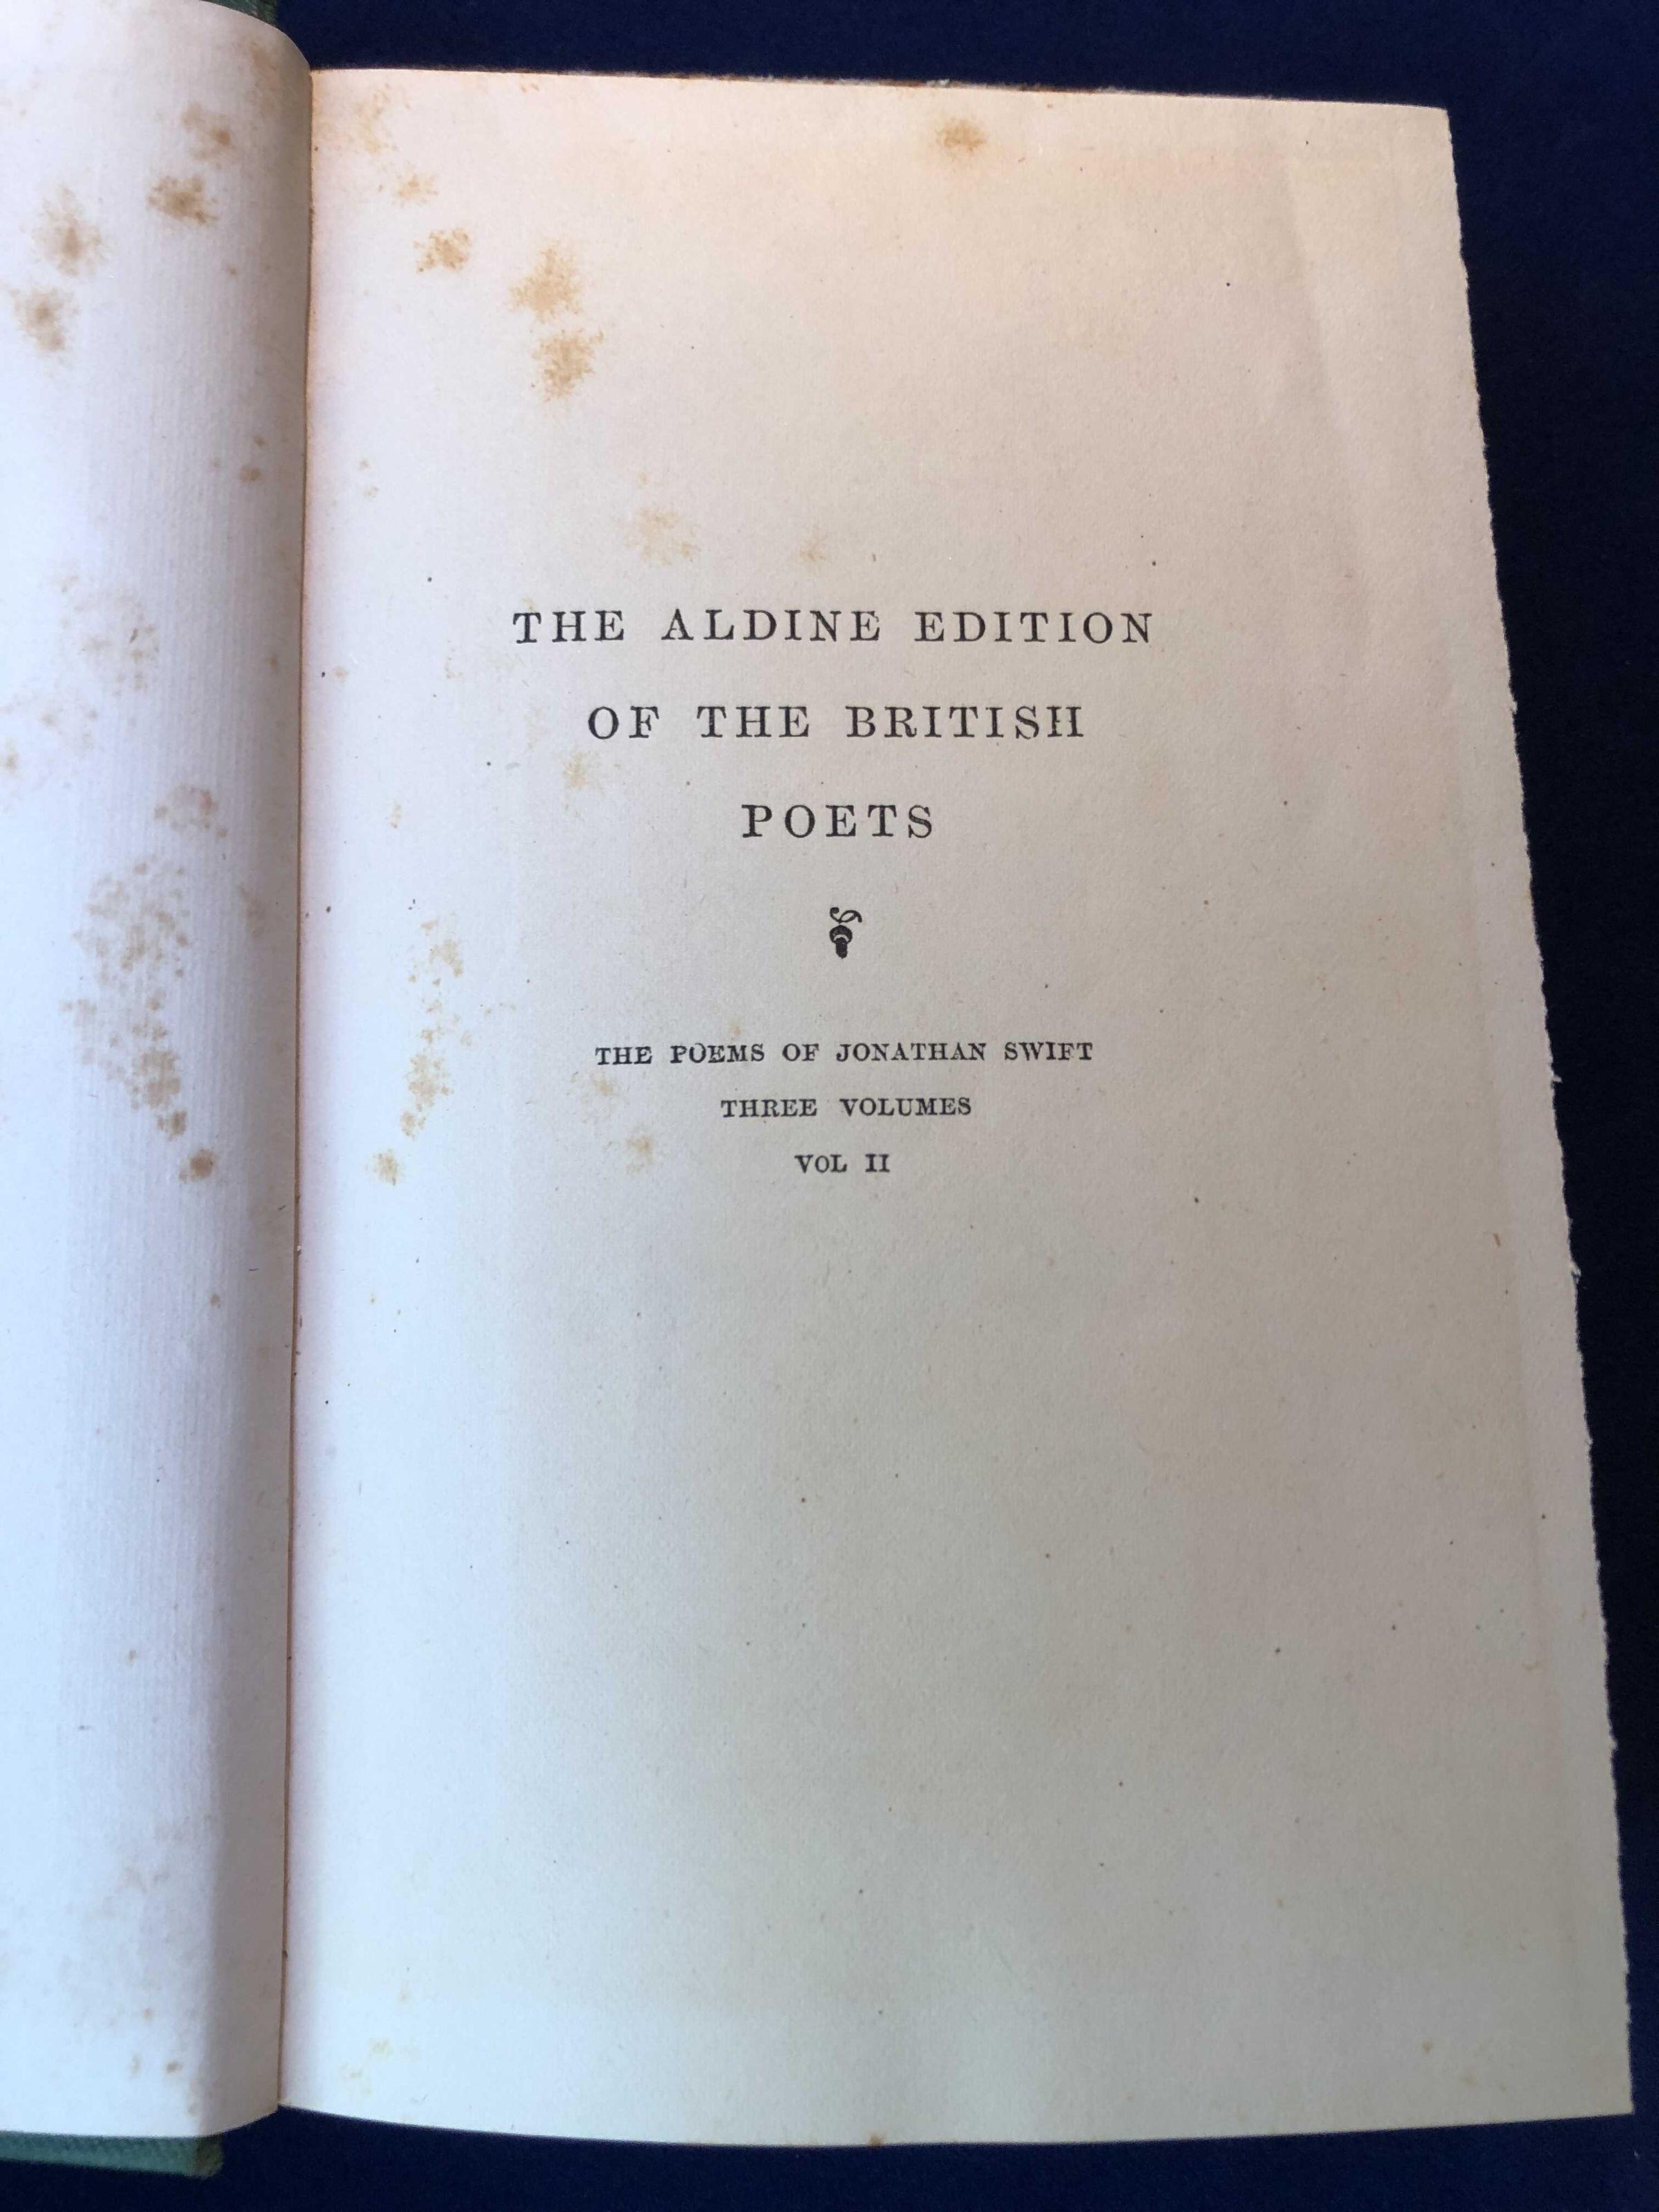 THE ALDINE EDITION
OF THE BRITISH
POETS
THE POEMS OF JONATHAN SWIFT
THREE VOLUMES
VOL II